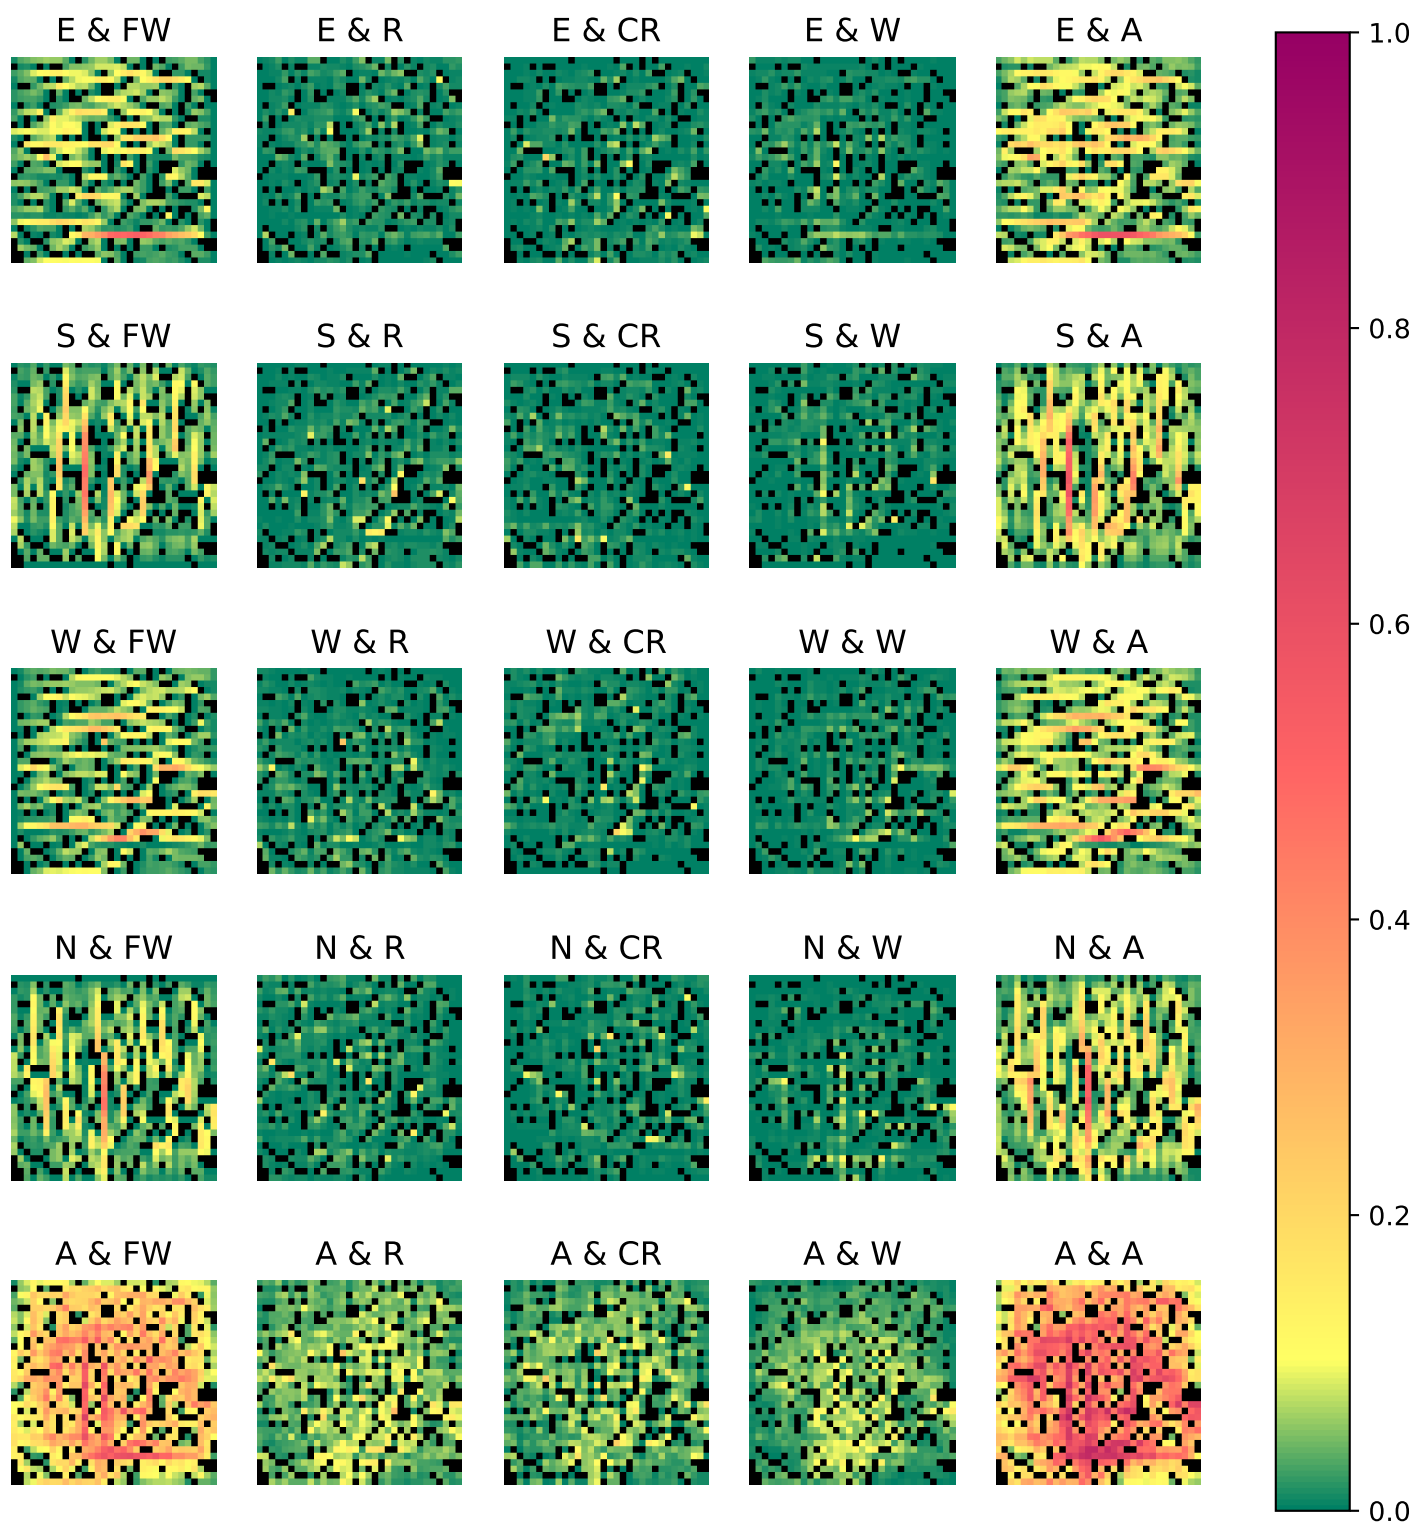 E & FW E & R E & CR E & W E & A
1.0
S & FW S & R S & CR S & W S & A
0.8
W & FW W & R W & CR W & W W & A
0.6
N & FW N & R N & CR N & W N & A
0.4
0.2
A & FW A & R A & CR A & W A & A
0.0